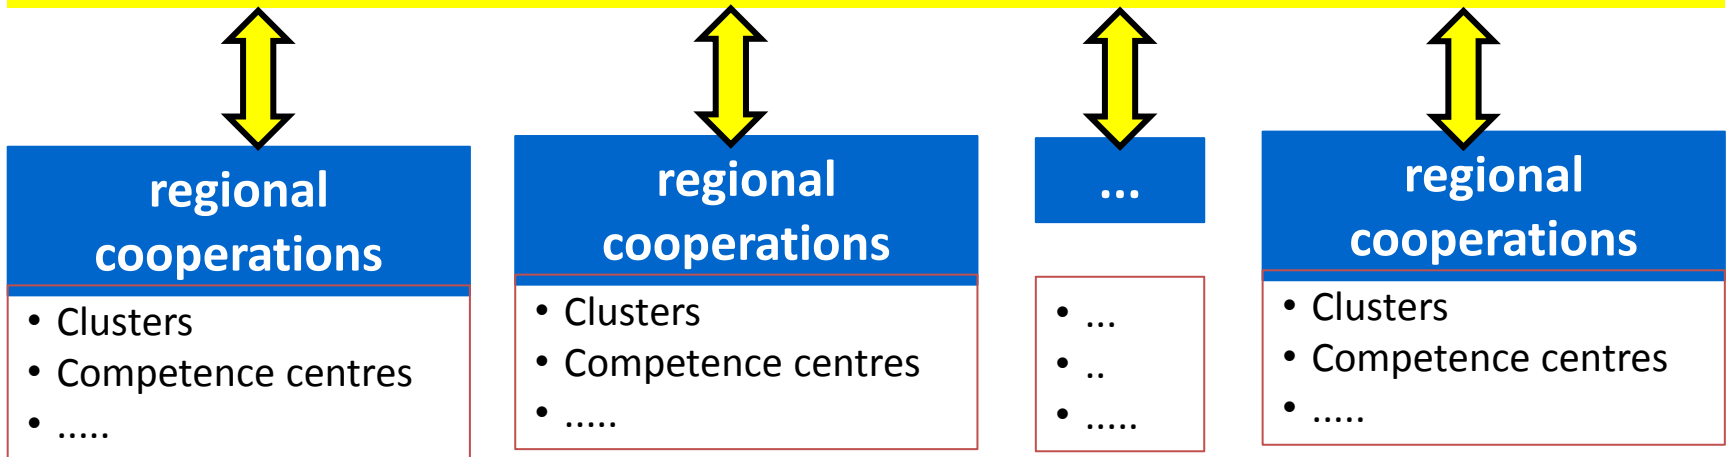 regional
cooperations
• Clusters
• Competence centres
• .....
regional
cooperations
• Clusters
• Competence centres
• .....
...
• ...
• ..
• .....
regional
cooperations
• Clusters
• Competence centres
• .....